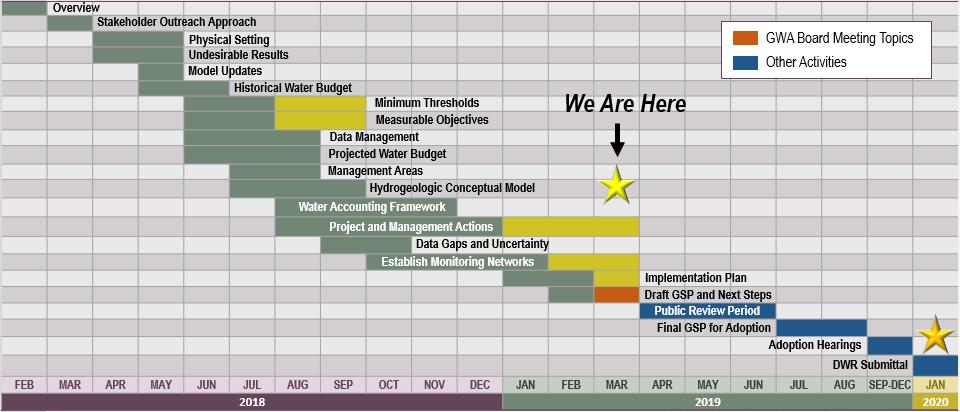 Overview
Stakeholder Outreach Approach
Physical Setting
GWA Board Meeting Topics
Undesirable Results
Other Activities
Model Updates
Historical Water Budget
Minimum Thresholds
We Are Here
Measurable Objectives
Data Management
Projected Water Budget
Management Areas
Hydrogeologic Conceptual Model
Water Accounting Framework
Project and Management Actions
Data Gaps and Uncertainty
Establish Monitoring Networks
Implementation Plan
Draft GSP and Next Steps
Public Review Period
Final GSP for Adoption
Adoption Hearings
DWR Submittal
FEB MAR APR MAY JUN JUL AUG SEP OCT NOV DEC JAN FEB MAR APR MAY JUN JUL AUG SEP-DEC JAN
2018 2019 2020